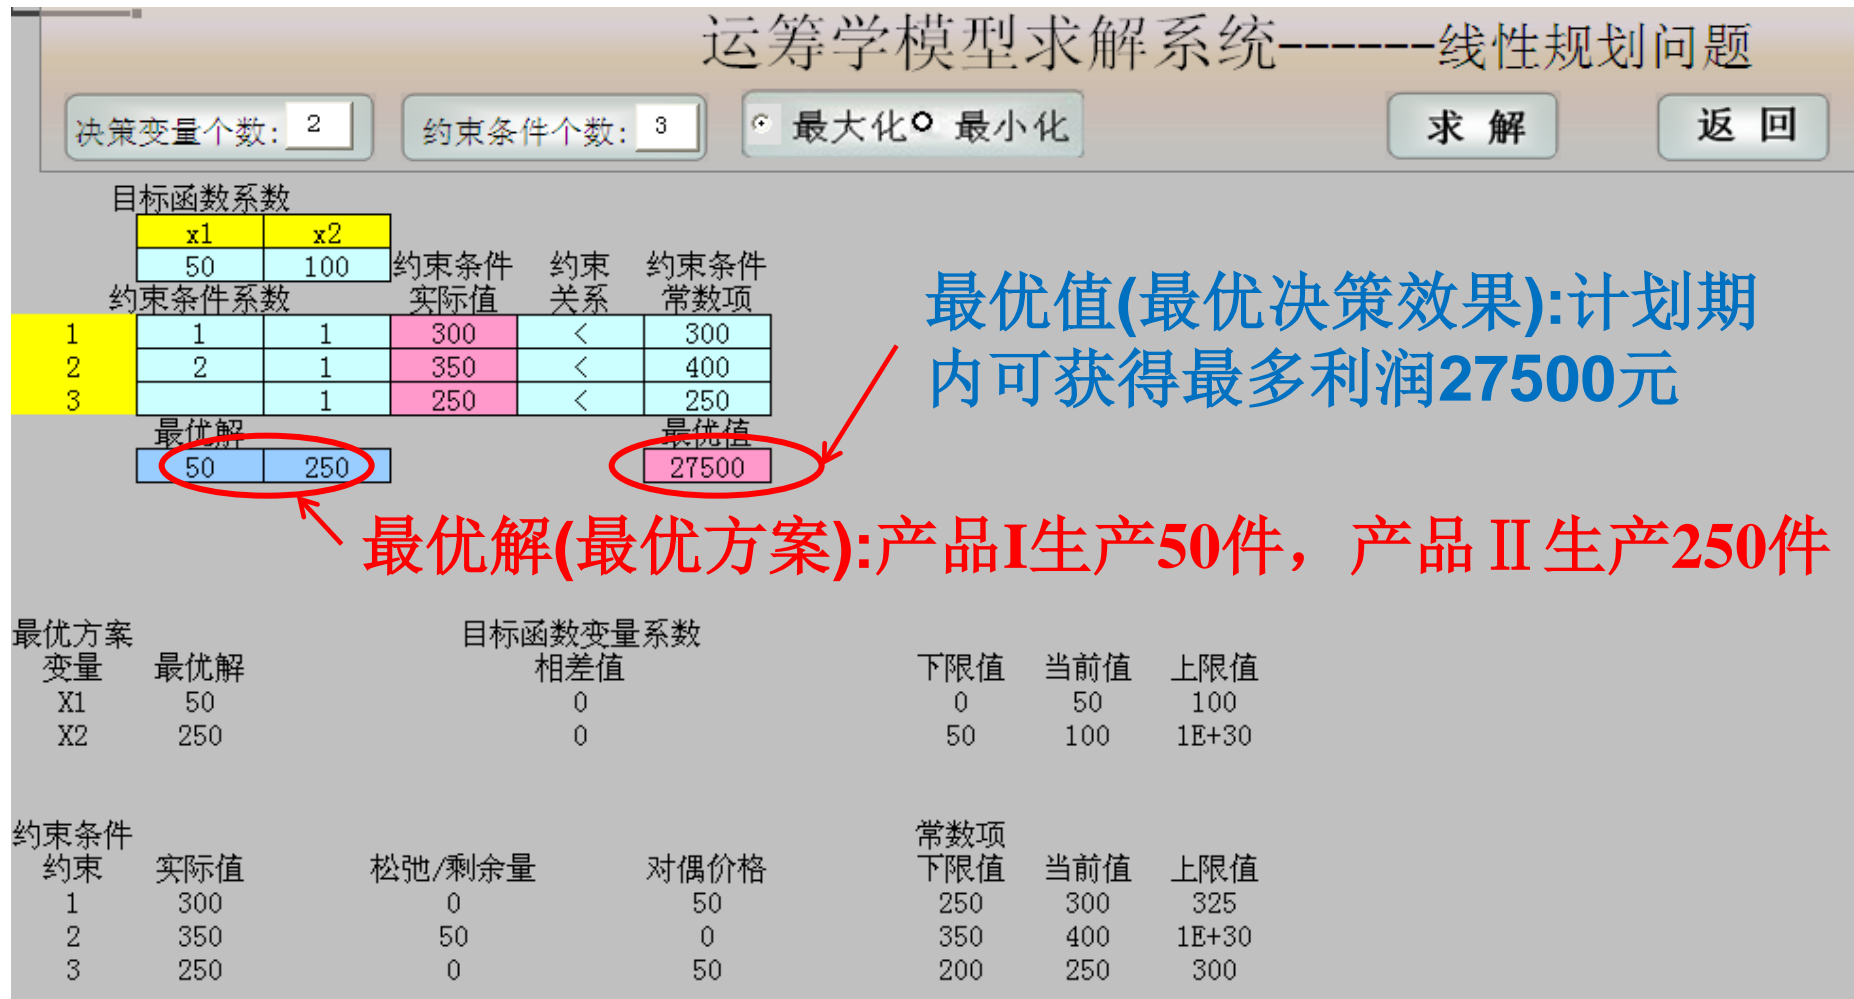 运筹学模型求解系统------线性规划问题
决策变量个数: 2 约束条件个数: 3 最大化 最小化 求 解 返 回
目标函数系数
x1 x2
50 100 约束条件 约束 约束条件
约束条件系数 实际值 关系 常数项
1 1 1 300 < 300
2 2 1 350 < 400
3 1 250 < 250
最优解 最优值
50 250 27500
最优值(最优决策效果):计划期
内可获得最多利润27500元
最优解(最优方案):产品I生产50件，产品Ⅱ生产250件
最优方案 目标函数变量系数
变量 最优解 相差值 下限值 当前值 上限值
X1 50 0 0 50 100
X2 250 0 50 100 1E+30
约束条件 常数项
约束 实际值 松弛/剩余量 对偶价格 下限值 当前值 上限值
1 300 0 50 250 300 325
2 350 50 0 350 400 1E+30
3 250 0 50 200 250 300